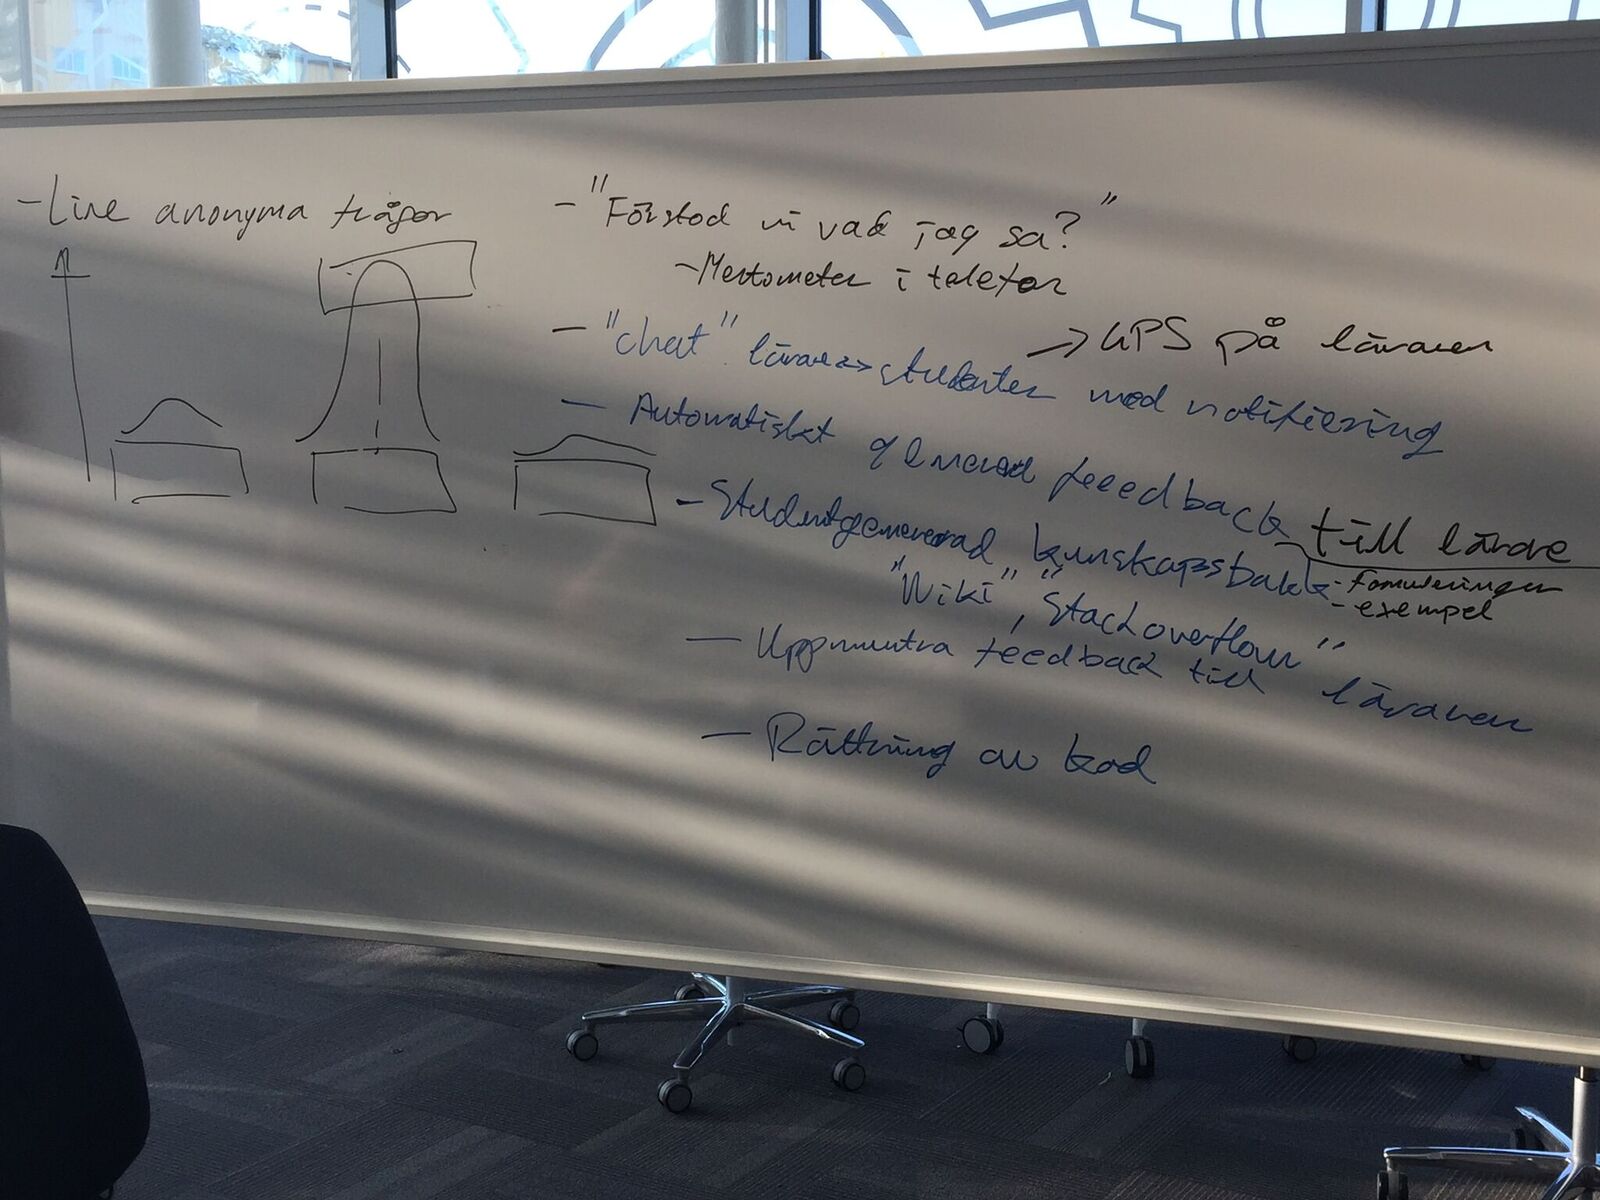 - Live anonyma frågor
- "Förstod ni vad jag sa?"
- Mentometer i telefon
→ GPS på läraren
- "chat" lärare <-> studenter med notifiering
- Automatiskt genererad feeedback till lärare
- formuleringar
- exempel
- Studentgenererad kunskapsbank
"Wiki", "Stackoverflow"
- Uppmuntra feedback till läraren
- Rättning av kod